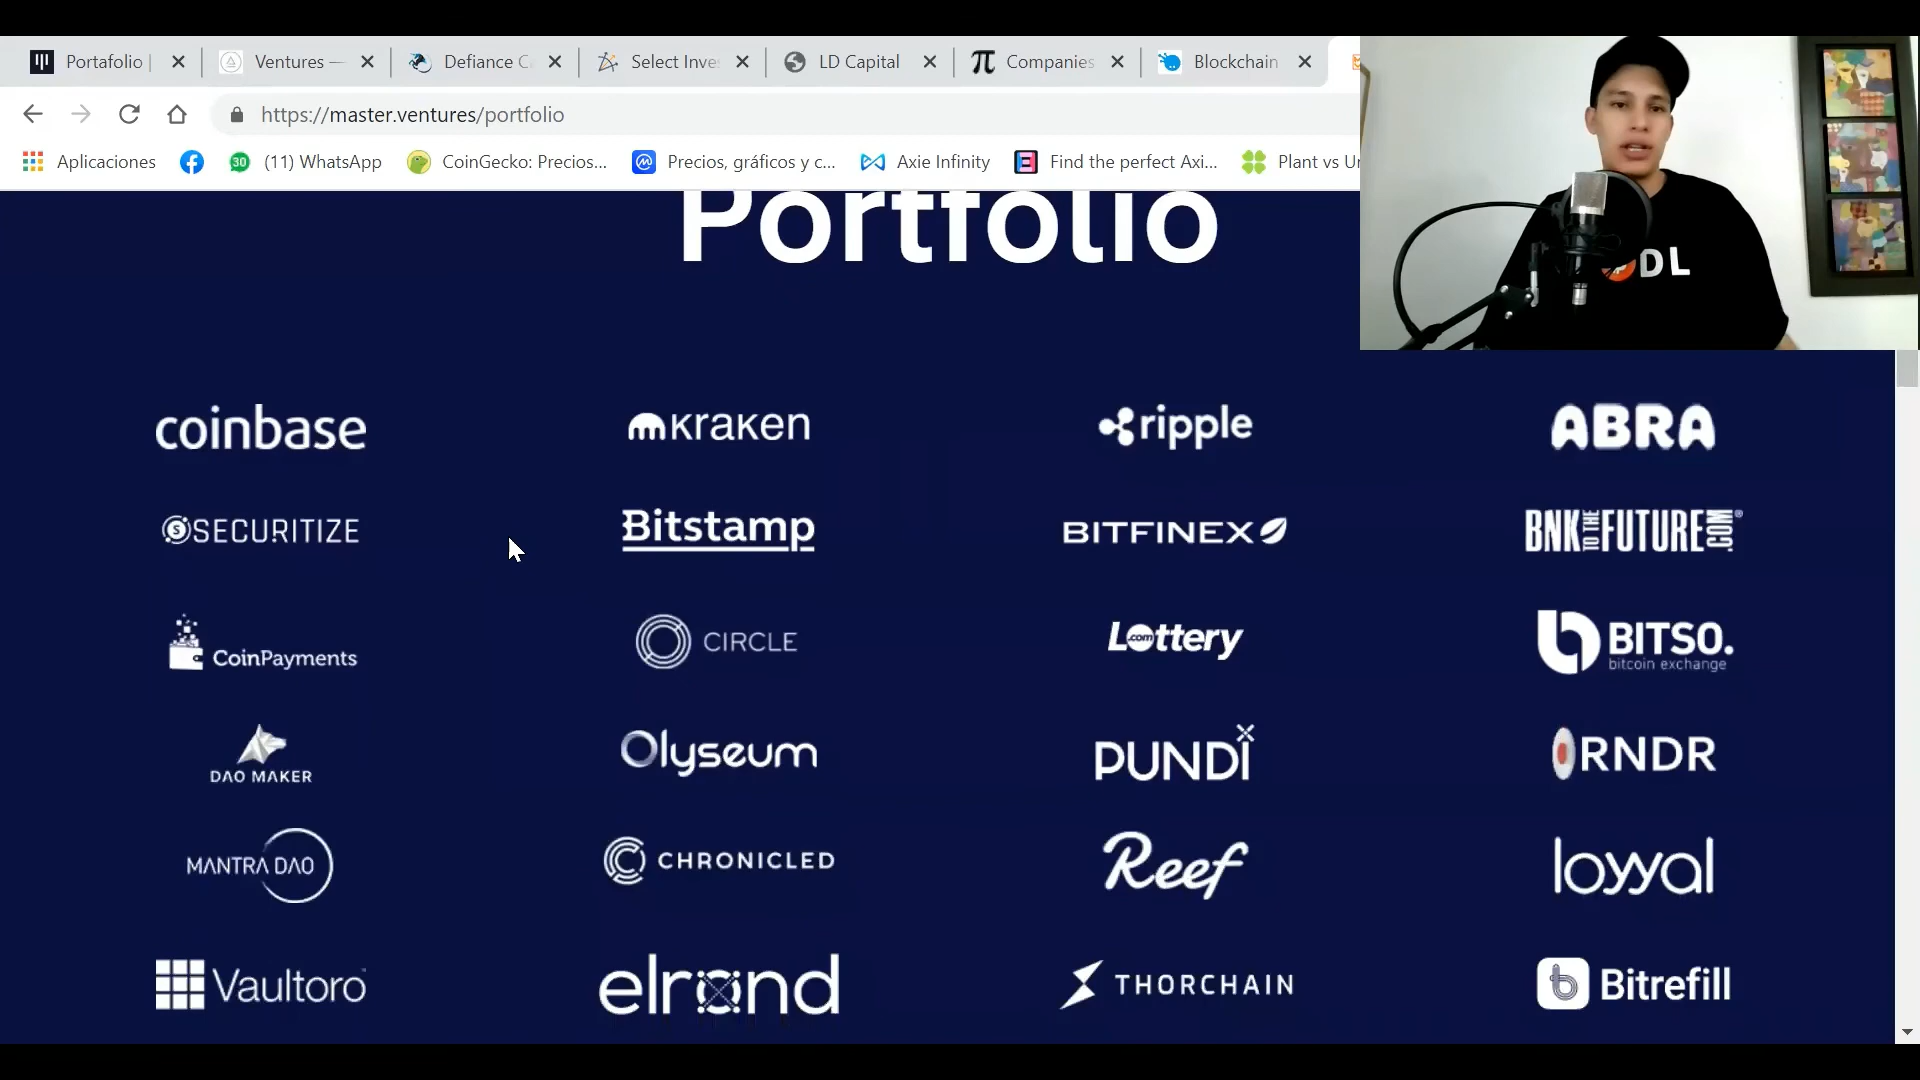 Portafolio |
Ventures —
Defiance C
Select Inve
LD Capital
Companies
Blockchain
https://master.ventures/portfolio
Aplicaciones
30
(11) WhatsApp
CoinGecko: Precios...
Precios, gráficos y c...
Axie Infinity
Find the perfect Axi...
Plant vs Un
Portfolio
DL
coinbase
kraken
ripple
ABRA
SECURITIZE
Bitstamp
BITFINEX
BNK TO THE FUTURE .COM
CoinPayments
CIRCLE
L.comttery
BITSO.
bitcoin exchange
DAO MAKER
Olyseum
PUNDI X
RNDR
MANTRA DAO
CHRONICLED
Reef
loyyal
Vaultoro
elrond
THORCHAIN
Bitrefill